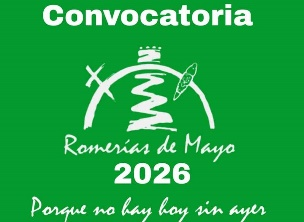 Convocatoria
Romerías de Mayo
2026
Porque no hay hoy sin ayer